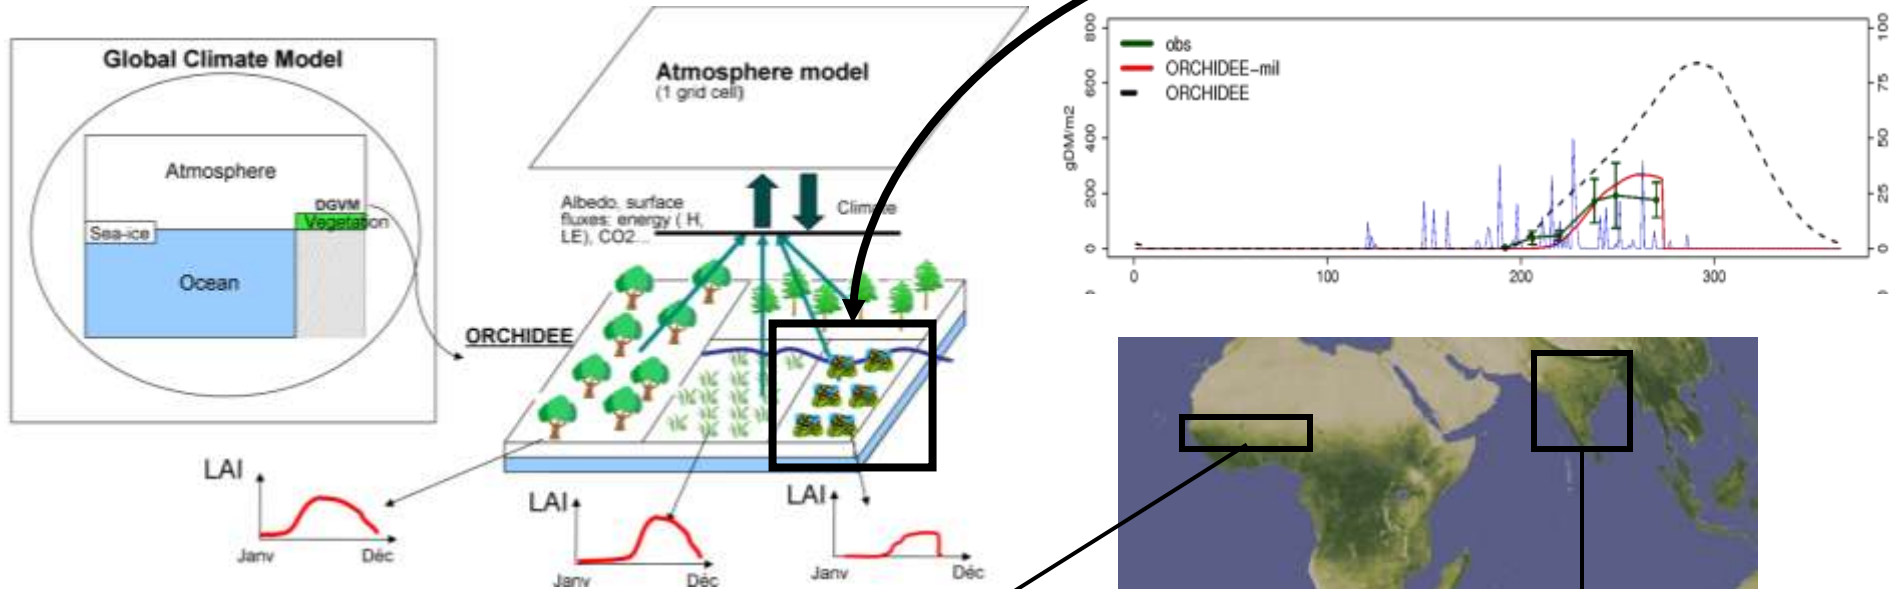 Global Climate Model
Atmosphere
DGVM
Vegetation
Sea-ice
Ocean
Atmosphere model
(1 grid cell)
Albedo, surface
fluxes: energy ( H,
LE), CO2...
Climate
ORCHIDEE
LAI
Janv
Déc
LAI
Janv
Déc
LAI
Janv
Déc
obs
ORCHIDEE-mil
ORCHIDEE
gDM/m2
0
200
400
600
800
0
25
50
75
0
100
200
300